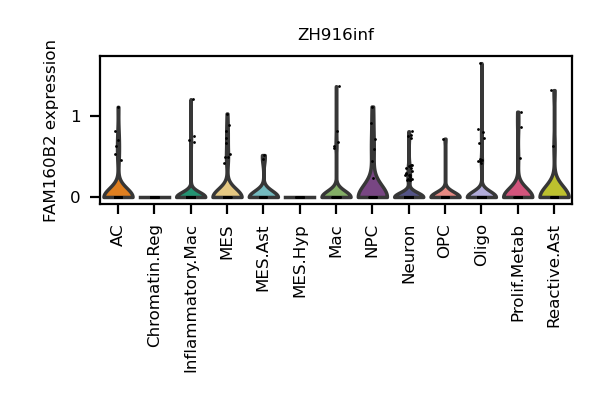 ZH916inf
FAM160B2 expression
1
0
AC
Chromatin.Reg
Inflammatory.Mac
MES
MES.Ast
MES.Hyp
Mac
NPC
Neuron
OPC
Oligo
Prolif.Metab
Reactive.Ast